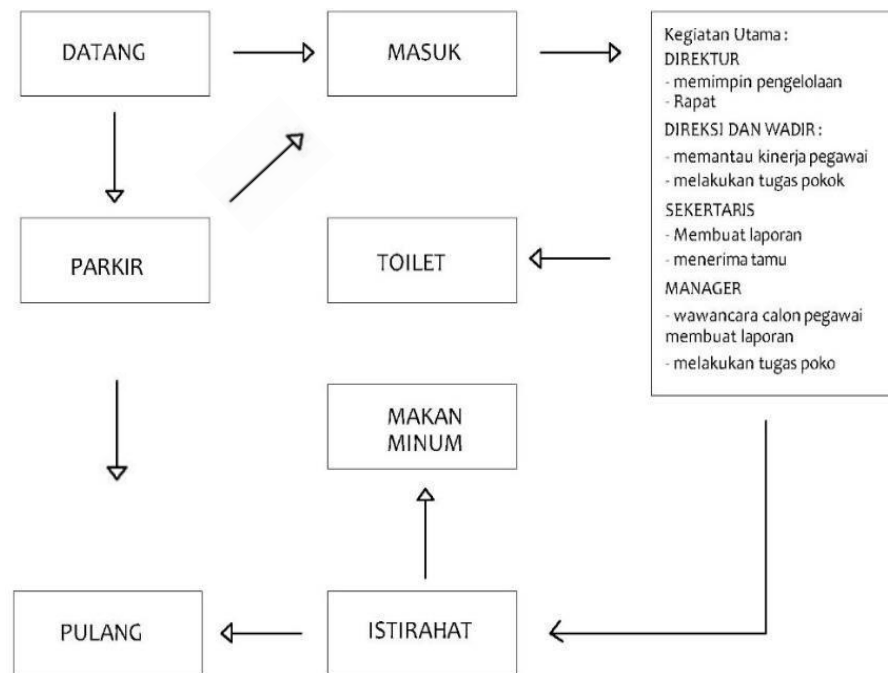 DATANG
MASUK
Kegiatan Utama :
DIREKTUR
- memimpin pengelolaan
- Rapat
DIREKSI DAN WADIR :
- memantau kinerja pegawai
- melakukan tugas pokok
SEKERTARIS
- Membuat laporan
- menerima tamu
MANAGER
- wawancara calon pegawai
membuat laporan
- melakukan tugas poko
PARKIR
TOILET
MAKAN
MINUM
PULANG
ISTIRAHAT